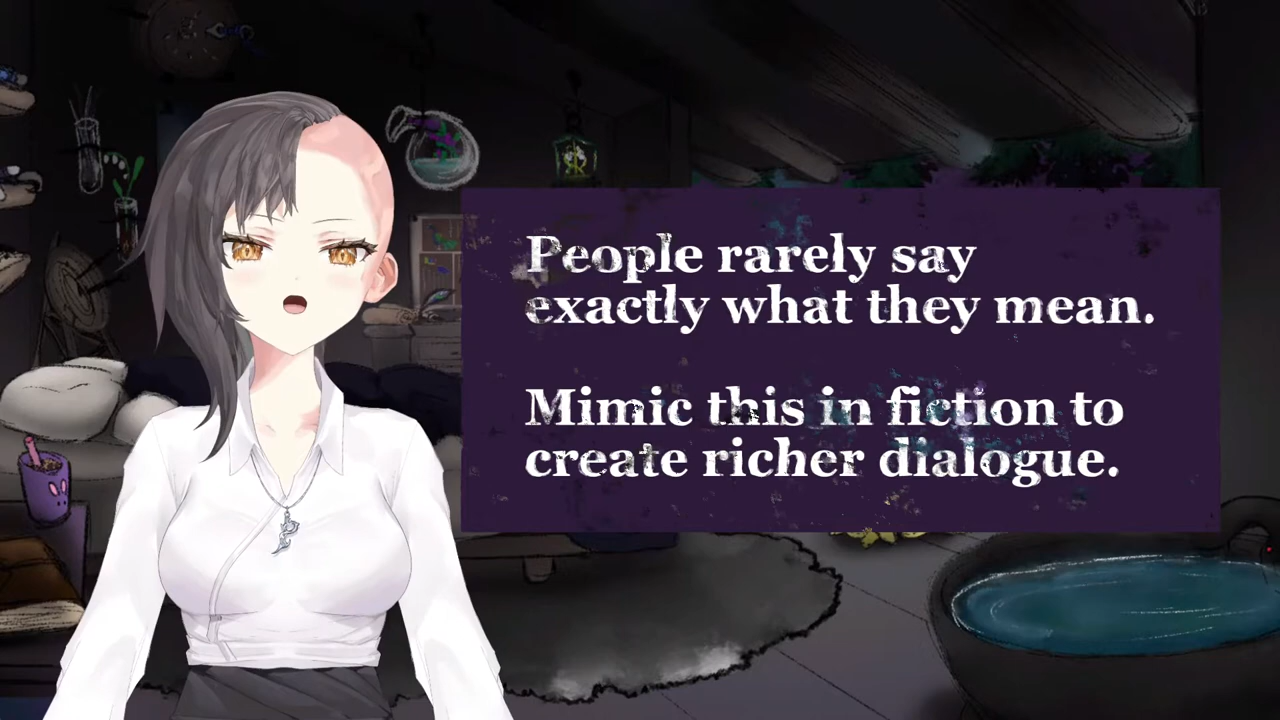 People rarely say
exactly what they mean.
Mimic this in fiction to
create richer dialogue.